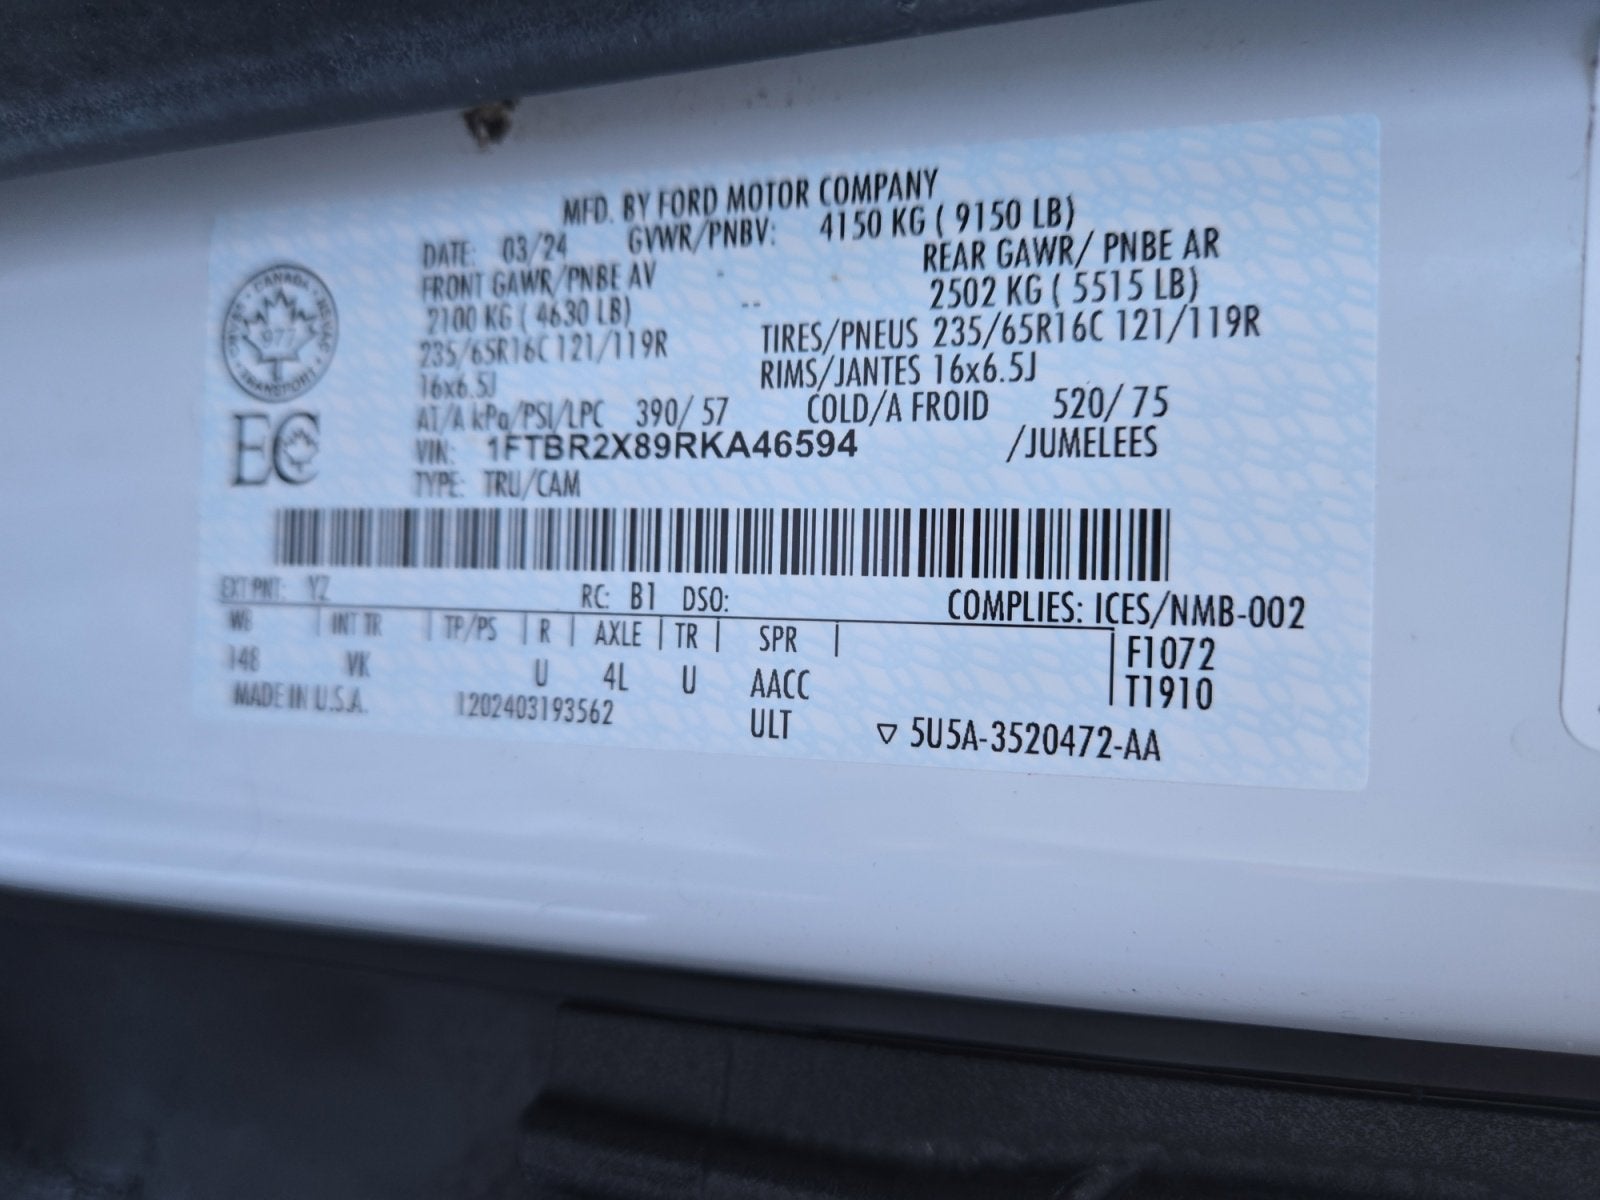 MFD. BY FORD MOTOR COMPANY
DATE: 03/24 GVWR/PNBV: 4150 KG ( 9150 LB)
FRONT GAWR/PNBE AV REAR GAWR/ PNBE AR
2100 KG ( 4630 LB) -- 2502 KG ( 5515 LB)
235/65R16C 121/119R TIRES/PNEUS 235/65R16C 121/119R
16x6.5J RIMS/JANTES 16x6.5J
AT/A kPa/PSI/LPC 390/ 57 COLD/A FROID 520/ 75
VIN: 1FTBR2X89RKA46594 /JUMELEES
TYPE: TRU/CAM
CANADA
977
TRANSPORT
EC
EXT PNT: YZ RC: B1 DSO: COMPLIES: ICES/NMB-002
WB | INT TR | TP/PS | R | AXLE | TR | SPR | F1072
148 VK U 4L U AACC T1910
MADE IN U.S.A. 1202403193562 ULT ▽ 5U5A-3520472-AA